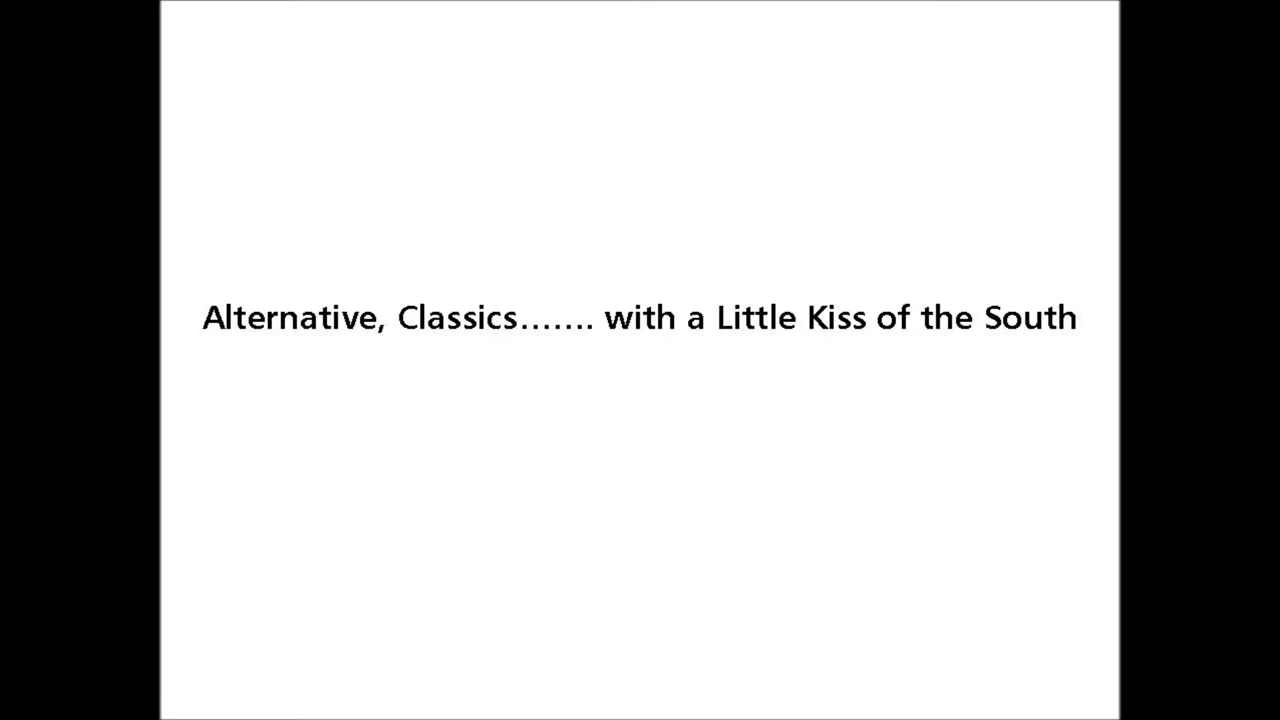 Alternative, Classics....... with a Little Kiss of the South